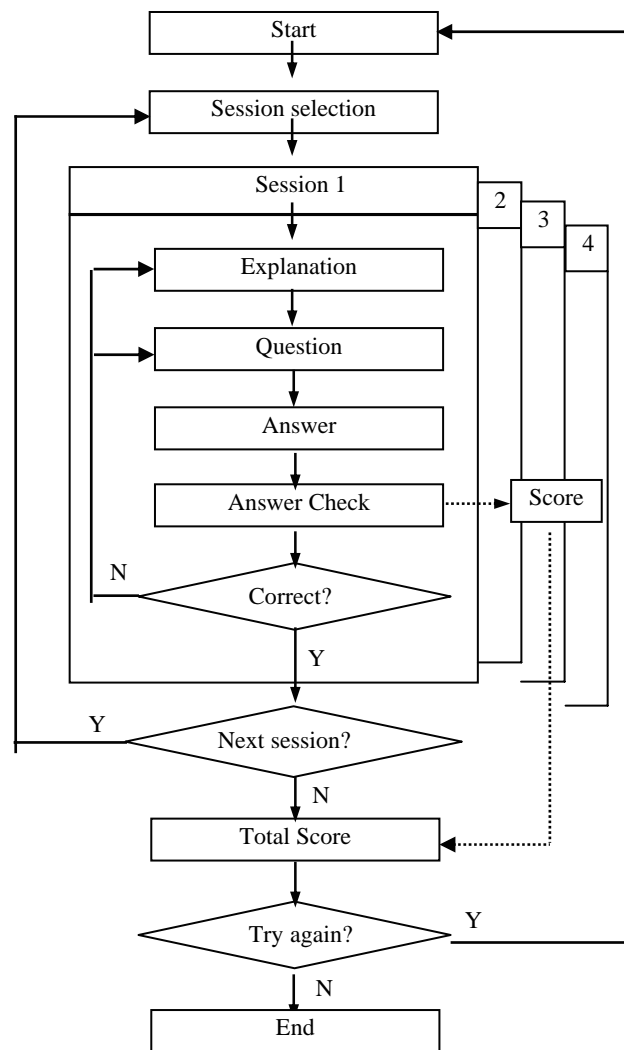 Start
Session selection
Session 1
2
3
4
Explanation
Question
Answer
Answer Check
Score
N
Correct?
Y
Y
Next session?
N
Total Score
Y
Try again?
N
End